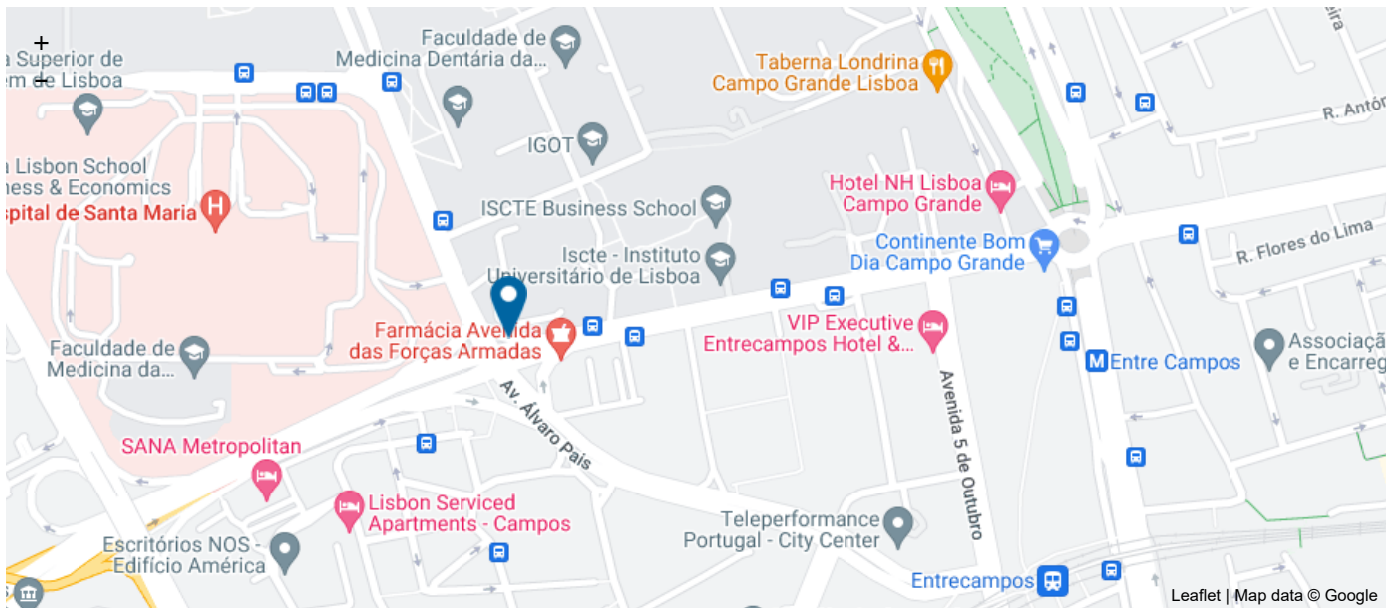 +
a Superior de
em de Lisboa
Faculdade de
Medicina Dentária da...
Taberna Londrina
Campo Grande Lisboa
R. Antór
eira
IGOT
Lisbon School
ness & Economics
spital de Santa Maria
H
ISCTE Business School
Hotel NH Lisboa
Campo Grande
Iscte - Instituto
Universitário de Lisboa
Continente Bom
Dia Campo Grande
R. Flores do Lima
Farmácia Avenida
das Forças Armadas
VIP Executive
Entrecampos Hotel &...
Faculdade de
Medicina da...
M
Entre Campos
Associaçã
e Encarreg
Av. Álvaro Pais
Avenida 5 de Outubro
SANA Metropolitan
Lisbon Serviced
Apartments - Campos
Teleperformance
Portugal - City Center
Escritórios NOS -
Edifício América
Entrecampos
Leaflet | Map data © Google